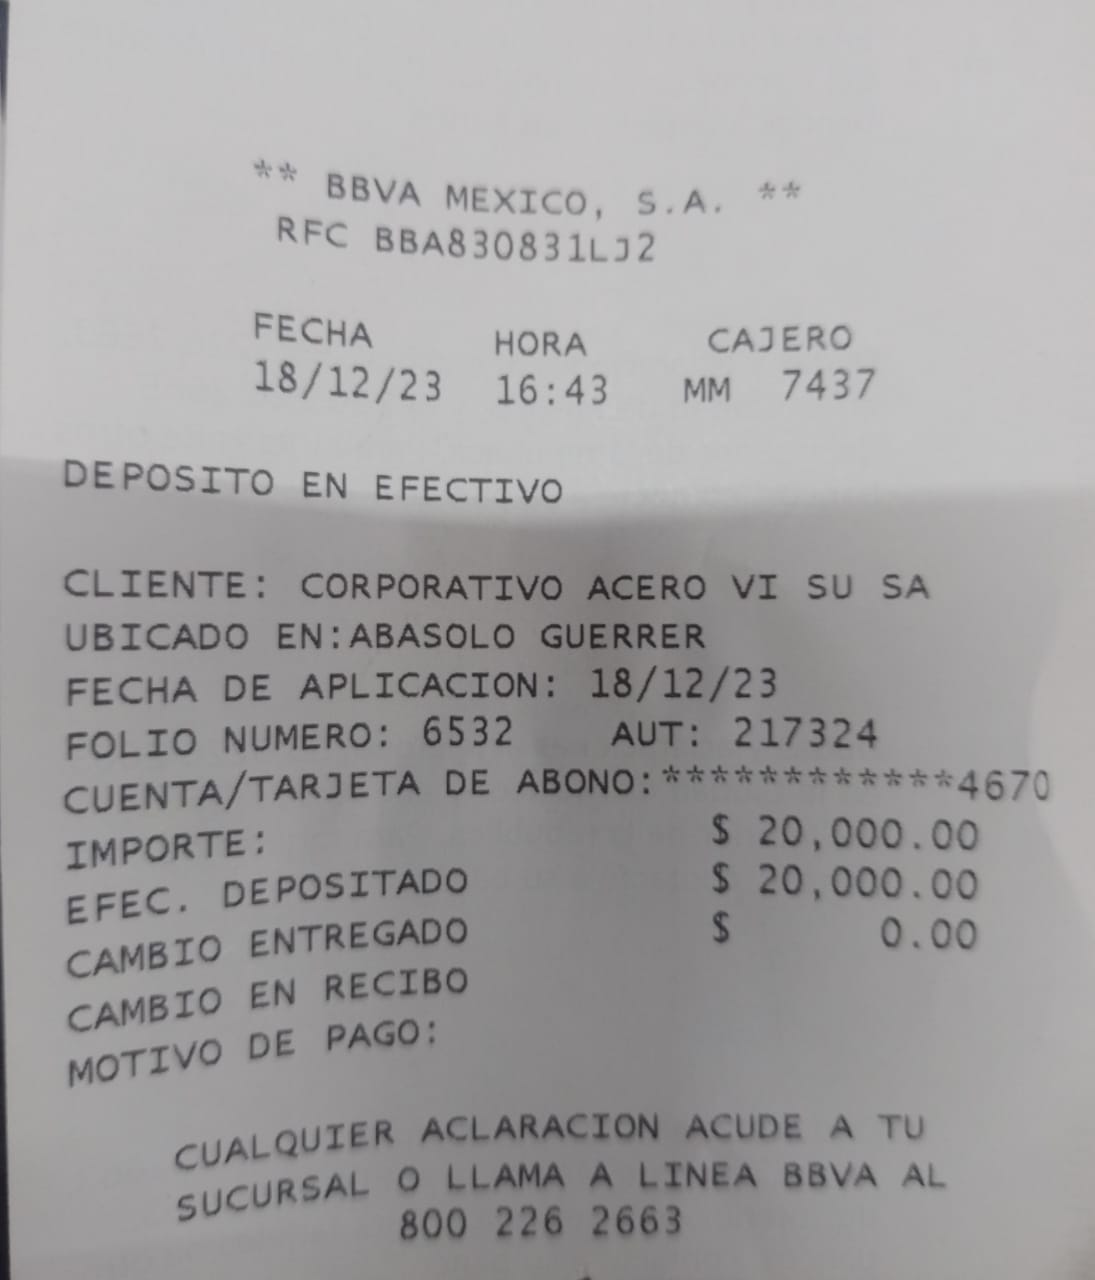 ** BBVA MEXICO, S.A. **
RFC BBA830831LJ2
FECHA HORA CAJERO
18/12/23 16:43 MM 7437
DEPOSITO EN EFECTIVO
CLIENTE: CORPORATIVO ACERO VI SU SA
UBICADO EN:ABASOLO GUERRER
FECHA DE APLICACION: 18/12/23
FOLIO NUMERO: 6532 AUT: 217324
CUENTA/TARJETA DE ABONO:************4670
IMPORTE: $ 20,000.00
EFEC. DEPOSITADO $ 20,000.00
CAMBIO ENTREGADO $ 0.00
CAMBIO EN RECIBO
MOTIVO DE PAGO:
CUALQUIER ACLARACION ACUDE A TU
SUCURSAL O LLAMA A LINEA BBVA AL
800 226 2663